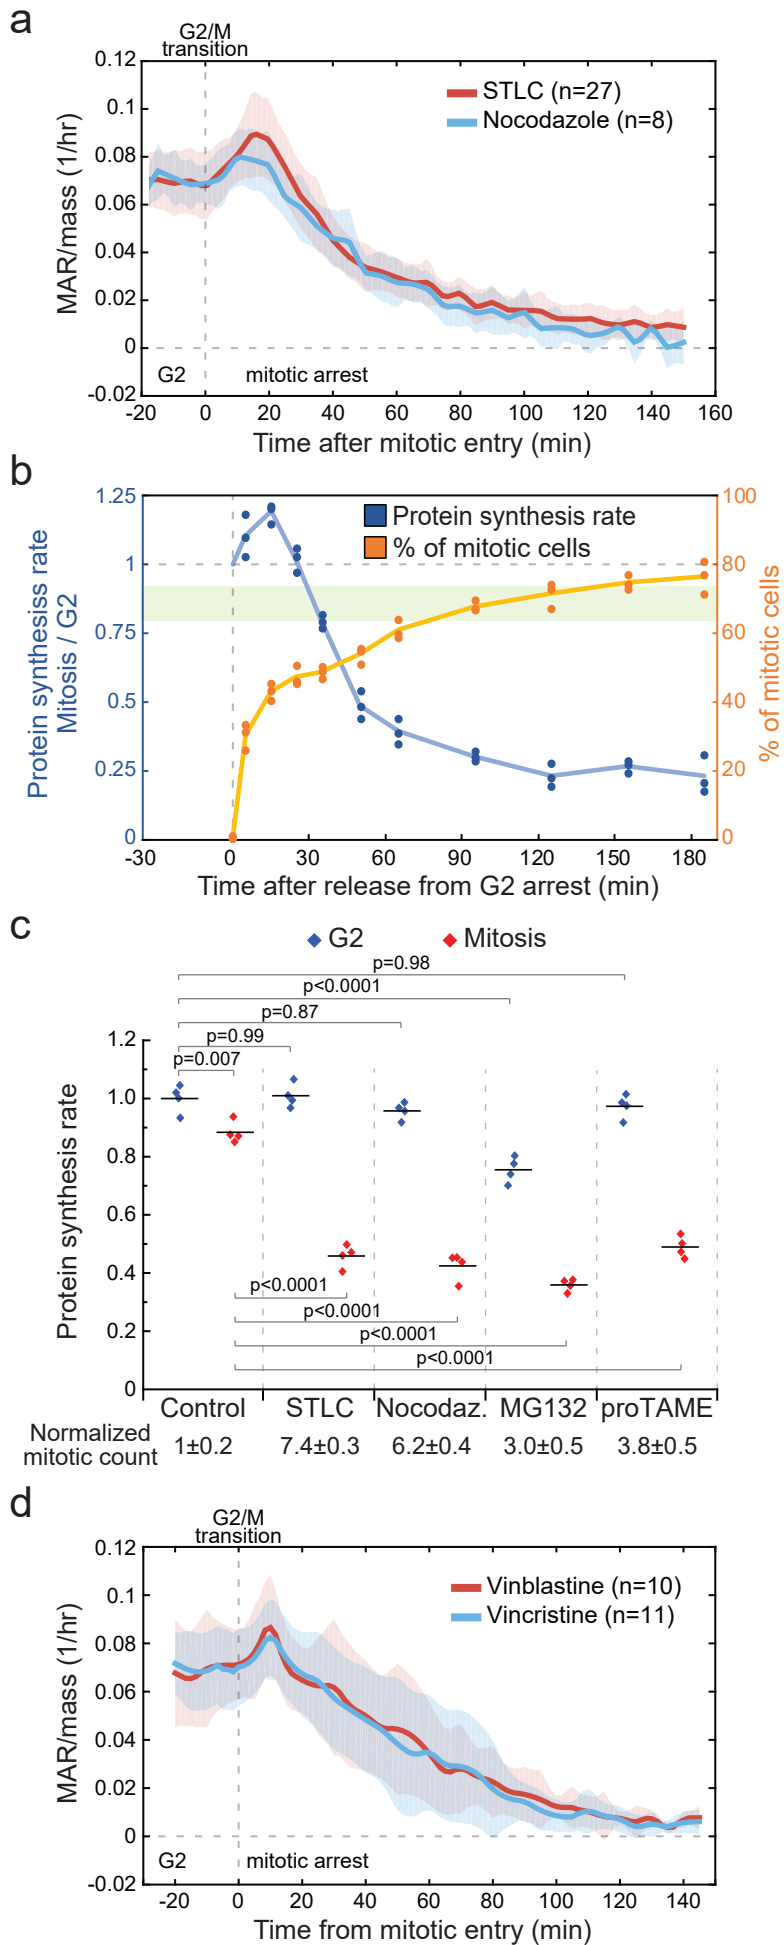 a
G2/M
transition
0.12
0.1
0.08
0.06
0.04
0.02
0
-0.02
MAR/mass (1/hr)
STLC (n=27)
Nocodazole (n=8)
G2
mitotic arrest
-20 0 20 40 60 80 100 120 140 160
Time after mitotic entry (min)
b
Protein synthesiss rate
Mitosis / G2
1.25
1
0.75
0.5
0.25
0
Protein synthesis rate
% of mitotic cells
100
80
60
40
20
0
% of mitotic cells
-30 0 30 60 90 120 150 180
Time after release from G2 arrest (min)
c
G2 Mitosis
p=0.98
p<0.0001
p=0.87
p=0.99
p=0.007
1.2
1.0
0.8
0.6
0.4
0.2
0
Protein synthesis rate
p<0.0001
p<0.0001
p<0.0001
p<0.0001
Control STLC Nocodaz. MG132 proTAME
Normalized
mitotic count
1±0.2 7.4±0.3 6.2±0.4 3.0±0.5 3.8±0.5
d
G2/M
transition
0.12
0.1
0.08
0.06
0.04
0.02
0
-0.02
MAR/mass (1/hr)
Vinblastine (n=10)
Vincristine (n=11)
G2
mitotic arrest
-20 0 20 40 60 80 100 120 140
Time from mitotic entry (min)